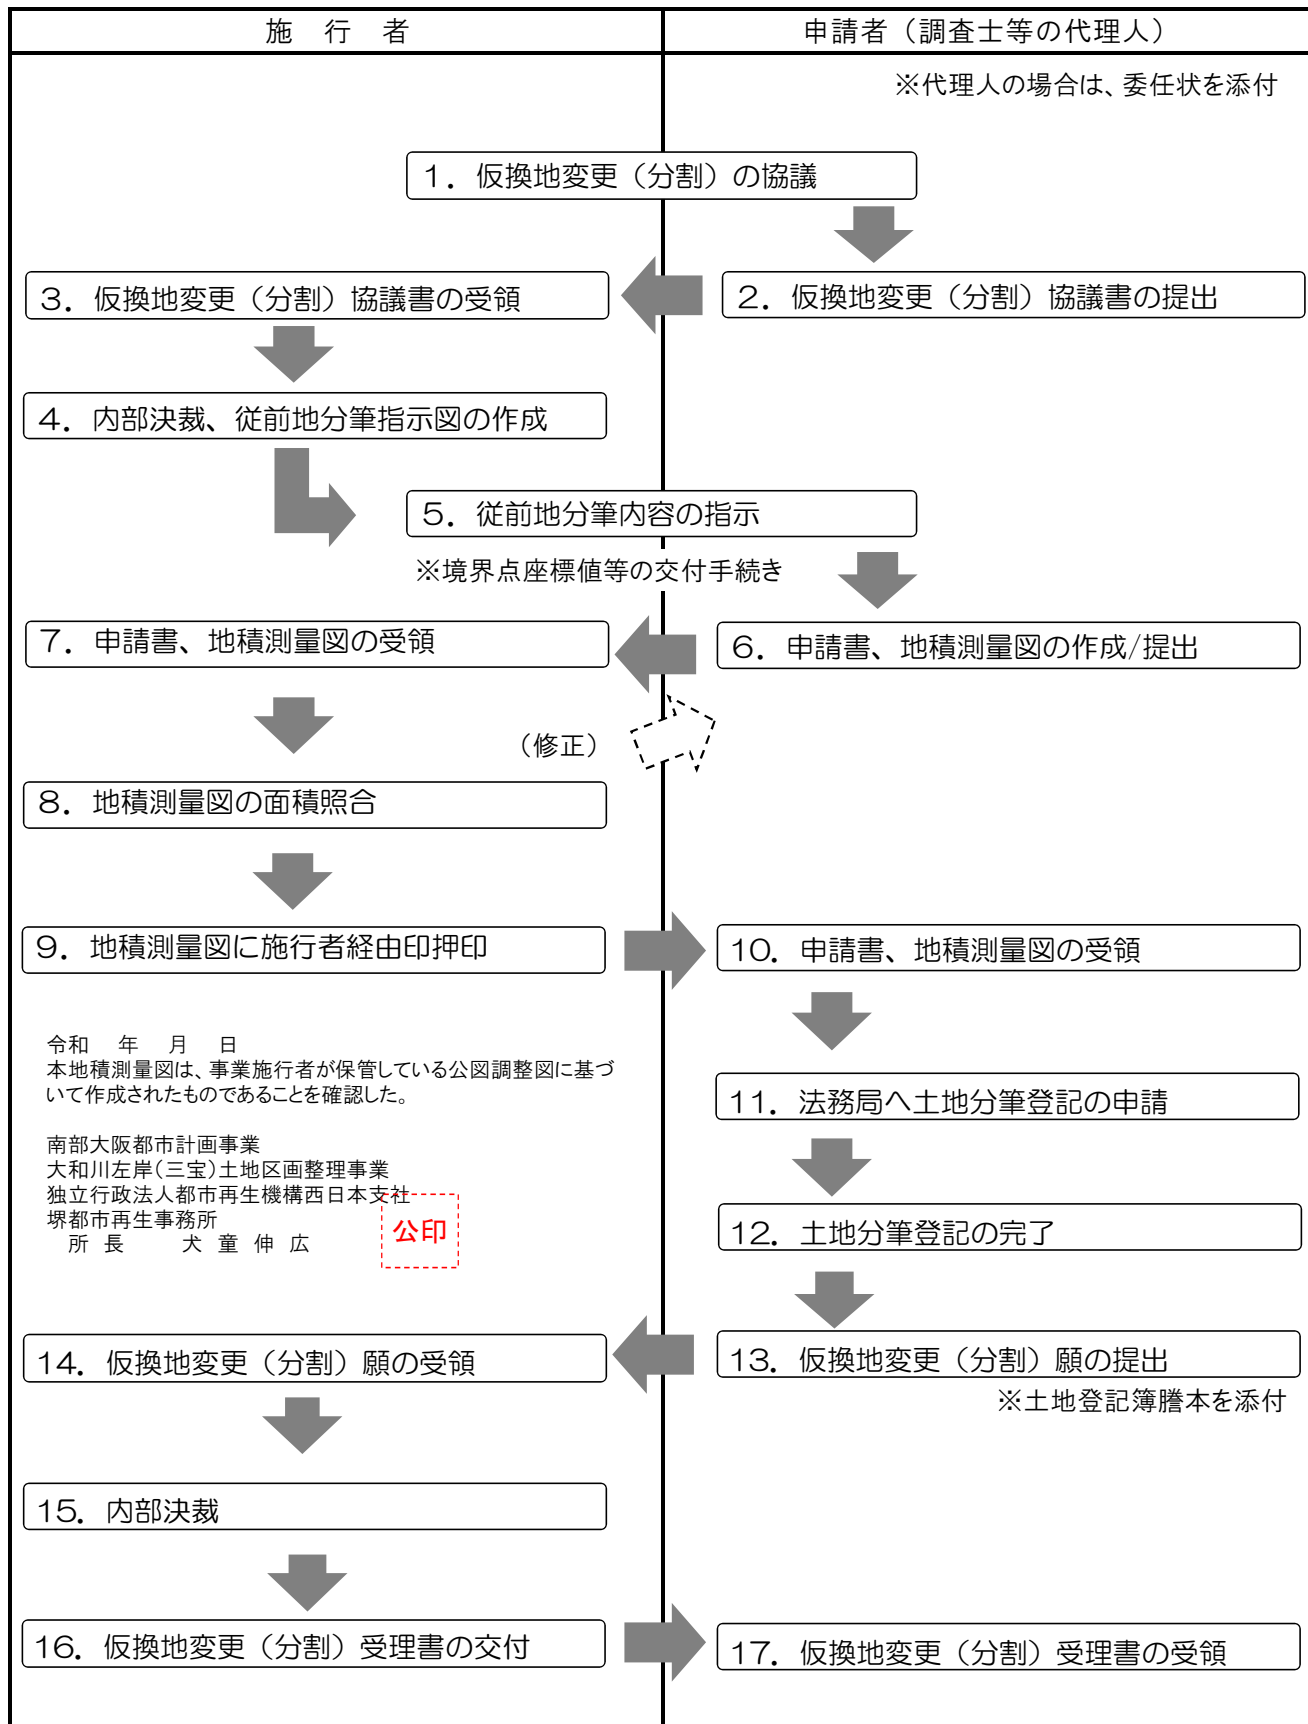 施　行　者
申請者（調査士等の代理人）
※代理人の場合は、委任状を添付
１．仮換地変更（分割）の協議
３．仮換地変更（分割）協議書の受領
２．仮換地変更（分割）協議書の提出
４．内部決裁、従前地分筆指示図の作成
５．従前地分筆内容の指示
※境界点座標値等の交付手続き
７．申請書、地積測量図の受領
６．申請書、地積測量図の作成/提出
（修正）
８．地積測量図の面積照合
９．地積測量図に施行者経由印押印
10．申請書、地積測量図の受領
令和　年　月　日
本地積測量図は、事業施行者が保管している公図調整図に基づ
いて作成されたものであることを確認した。
11．法務局へ土地分筆登記の申請
南部大阪都市計画事業
大和川左岸（三宝）土地区画整理事業
独立行政法人都市再生機構西日本支社
堺都市再生事務所
所　長　　犬　童　伸　広
公印
12．土地分筆登記の完了
14．仮換地変更（分割）願の受領
13．仮換地変更（分割）願の提出
※土地登記簿謄本を添付
15．内部決裁
16．仮換地変更（分割）受理書の交付
17．仮換地変更（分割）受理書の受領